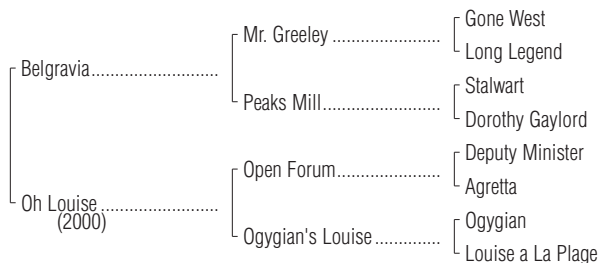 Gone West
Mr. Greeley ....................
Long Legend
Belgravia........................
Stalwart
Peaks Mill......................
Dorothy Gaylord
Deputy Minister
Open Forum...................
Agretta
Oh Louise ......................
(2000)
Ogygian
Ogygian's Louise ..............
Louise a La Plage